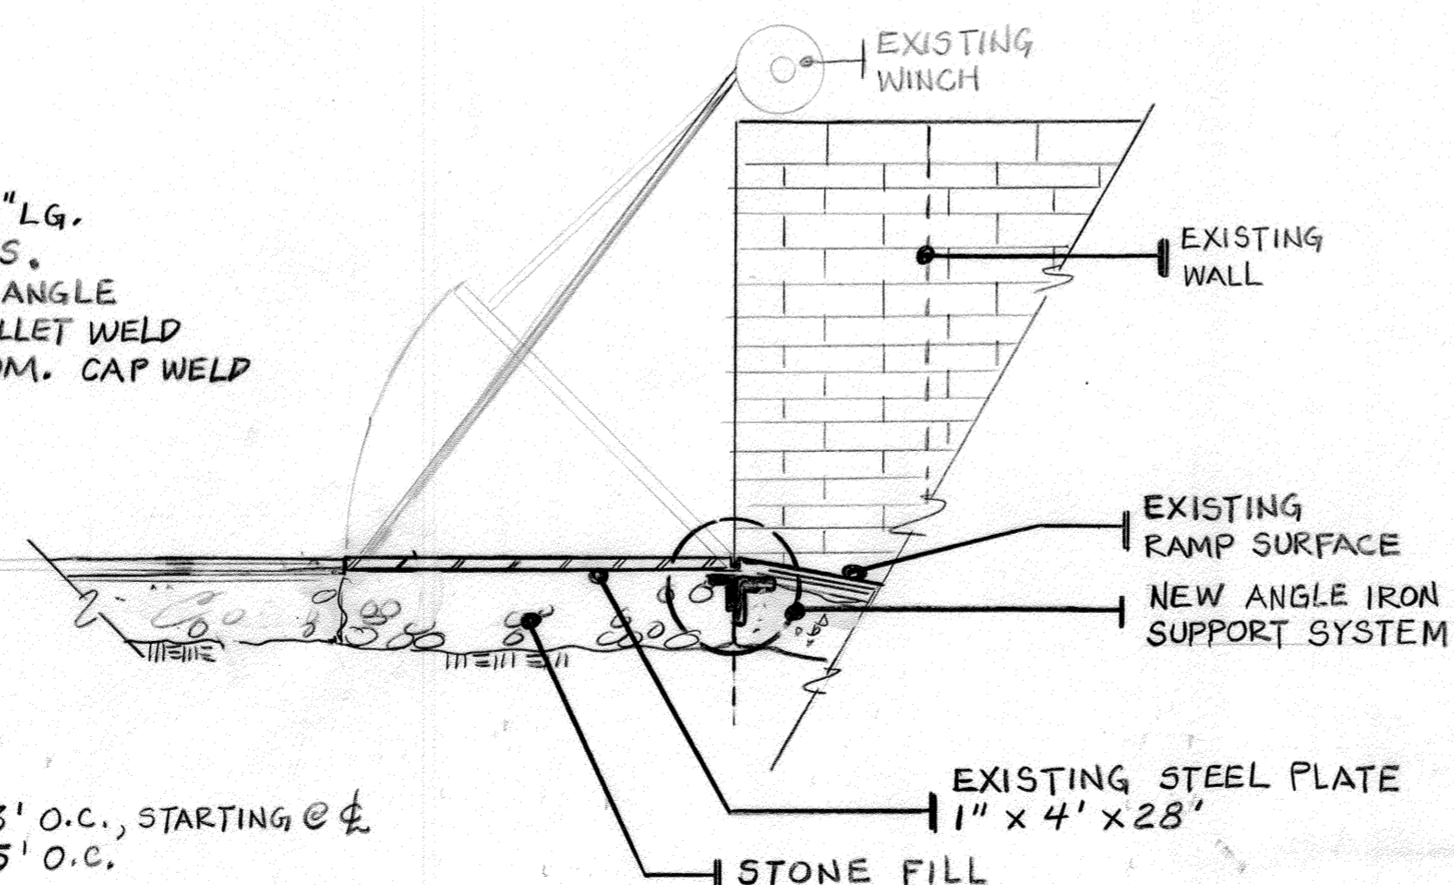 EXISTING
WINCH
"LG.
S.
ANGLE
LLET WELD
OM. CAP WELD
EXISTING
WALL
EXISTING
RAMP SURFACE
NEW ANGLE IRON
SUPPORT SYSTEM
EXISTING STEEL PLATE
1" x 4' x 28'
3' O.C., STARTING @ ℄
5' O.C.
STONE FILL